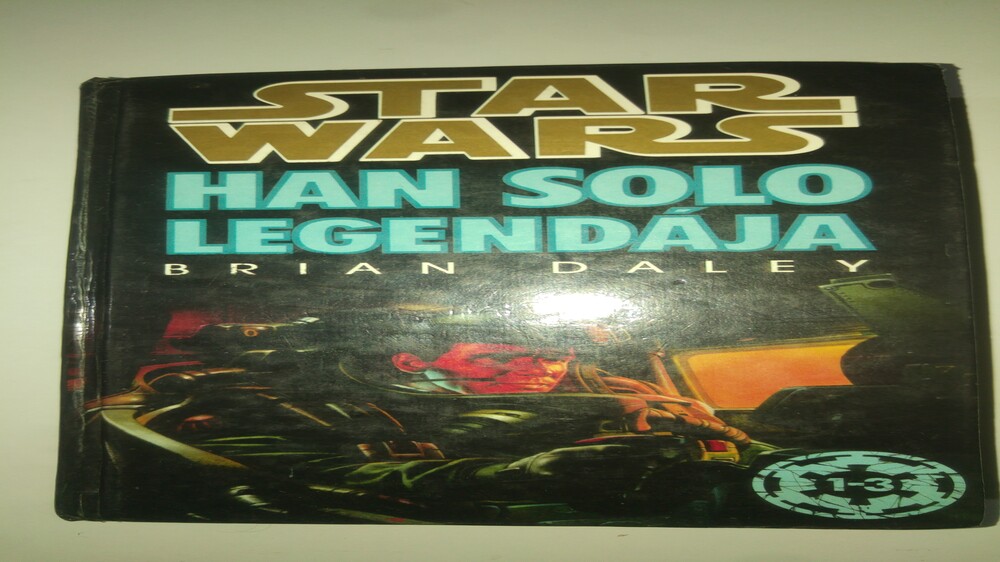 STAR
WARS
HAN SOLO
LEGENDÁJA
BRIAN DALEY
1-3